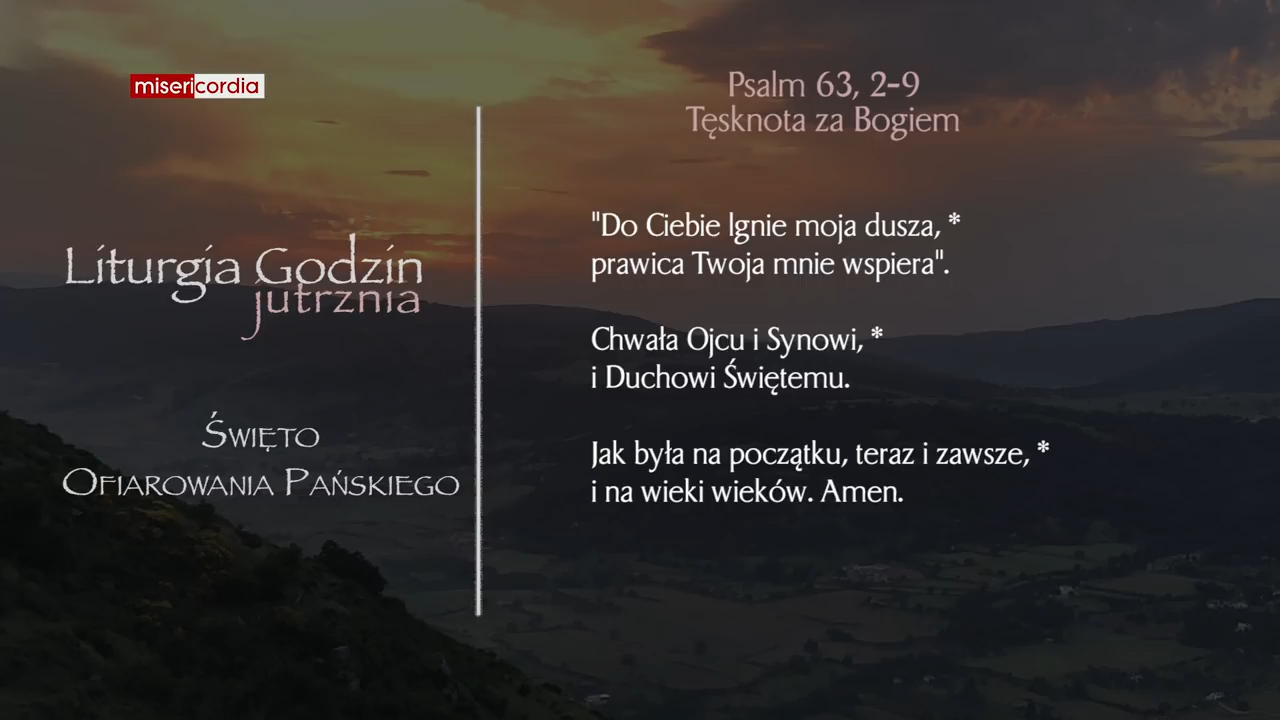 misericordia
Liturgia Godzin
jutrznia
Święto
Ofiarowania Pańskiego
Psalm 63, 2-9
Tęsknota za Bogiem
"Do Ciebie lgnie moja dusza, *
prawica Twoja mnie wspiera".
Chwała Ojcu i Synowi, *
i Duchowi Świętemu.
Jak była na początku, teraz i zawsze, *
i na wieki wieków. Amen.